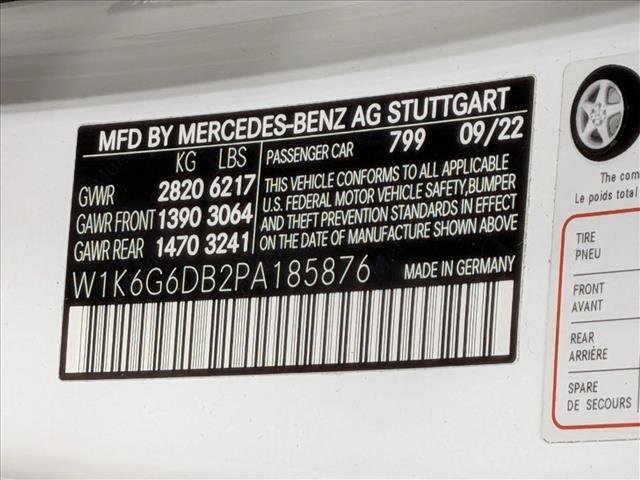 MFD BY MERCEDES-BENZ AG STUTTGART
KG LBS
GVWR 2820 6217
GAWR FRONT 1390 3064
GAWR REAR 1470 3241
PASSENGER CAR 799 09/22
THIS VEHICLE CONFORMS TO ALL APPLICABLE
U.S. FEDERAL MOTOR VEHICLE SAFETY,BUMPER
AND THEFT PREVENTION STANDARDS IN EFFECT
ON THE DATE OF MANUFACTURE SHOWN ABOVE
W1K6G6DB2PA185876 MADE IN GERMANY
The com
Le poids total
TIRE
PNEU
FRONT
AVANT
REAR
ARRIÈRE
SPARE
DE SECOURS